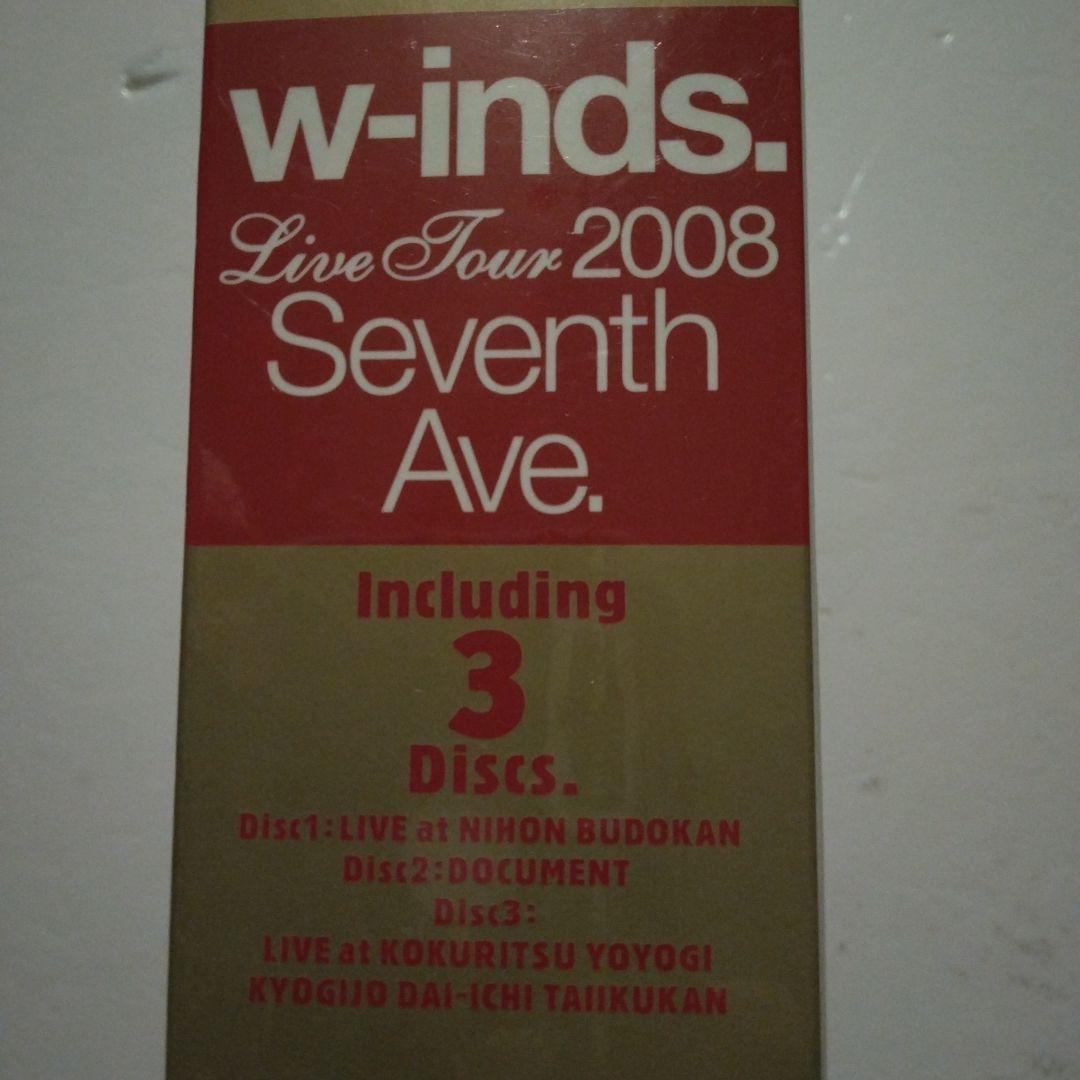 w-inds.
Live Tour 2008
Seventh
Ave.
Including
3
Discs.
Disc1:LIVE at NIHON BUDOKAN
Disc2:DOCUMENT
Disc3:
LIVE at KOKURITSU YOYOGI
KYOGIJO DAI-ICHI TAIIKUKAN